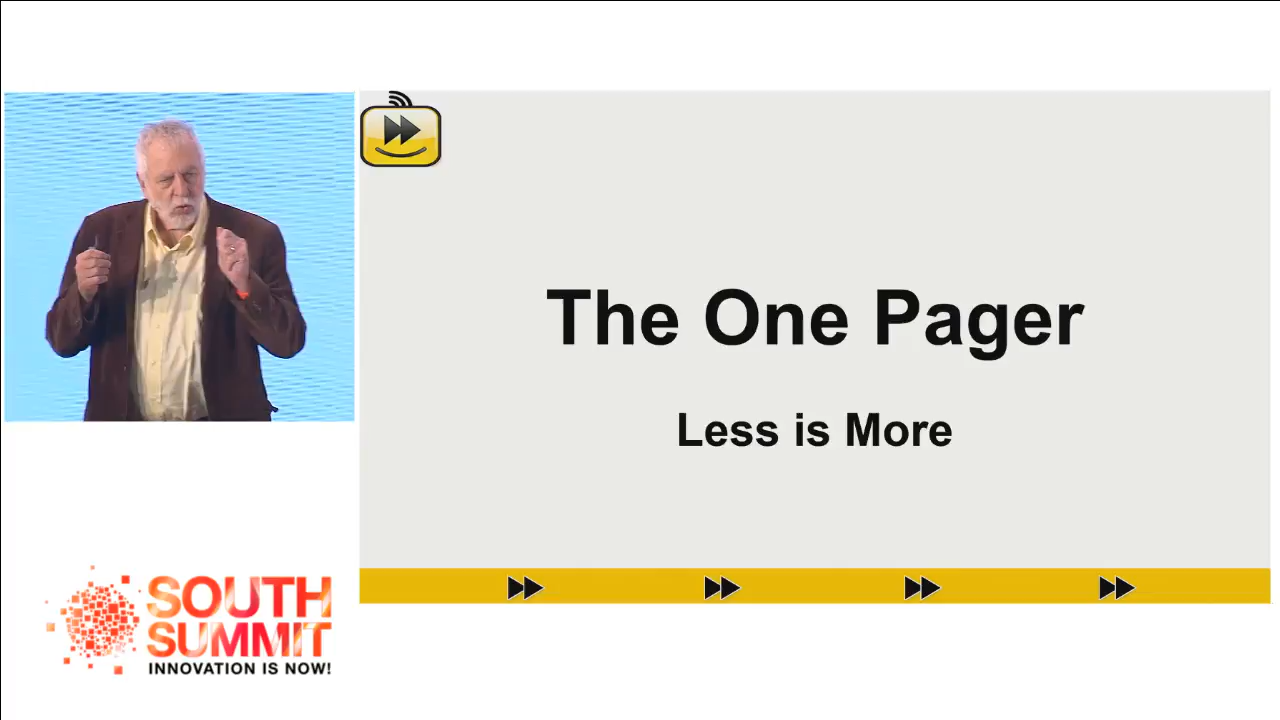 The One Pager
Less is More
SOUTH
SUMMIT
INNOVATION IS NOW!